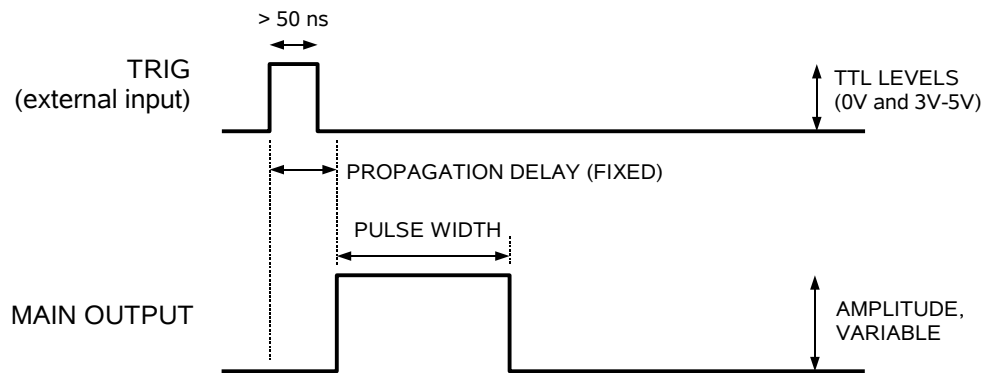 > 50 ns
TRIG
(external input)
TTL LEVELS
(0V and 3V-5V)
PROPAGATION DELAY (FIXED)
PULSE WIDTH
MAIN OUTPUT
AMPLITUDE,
VARIABLE